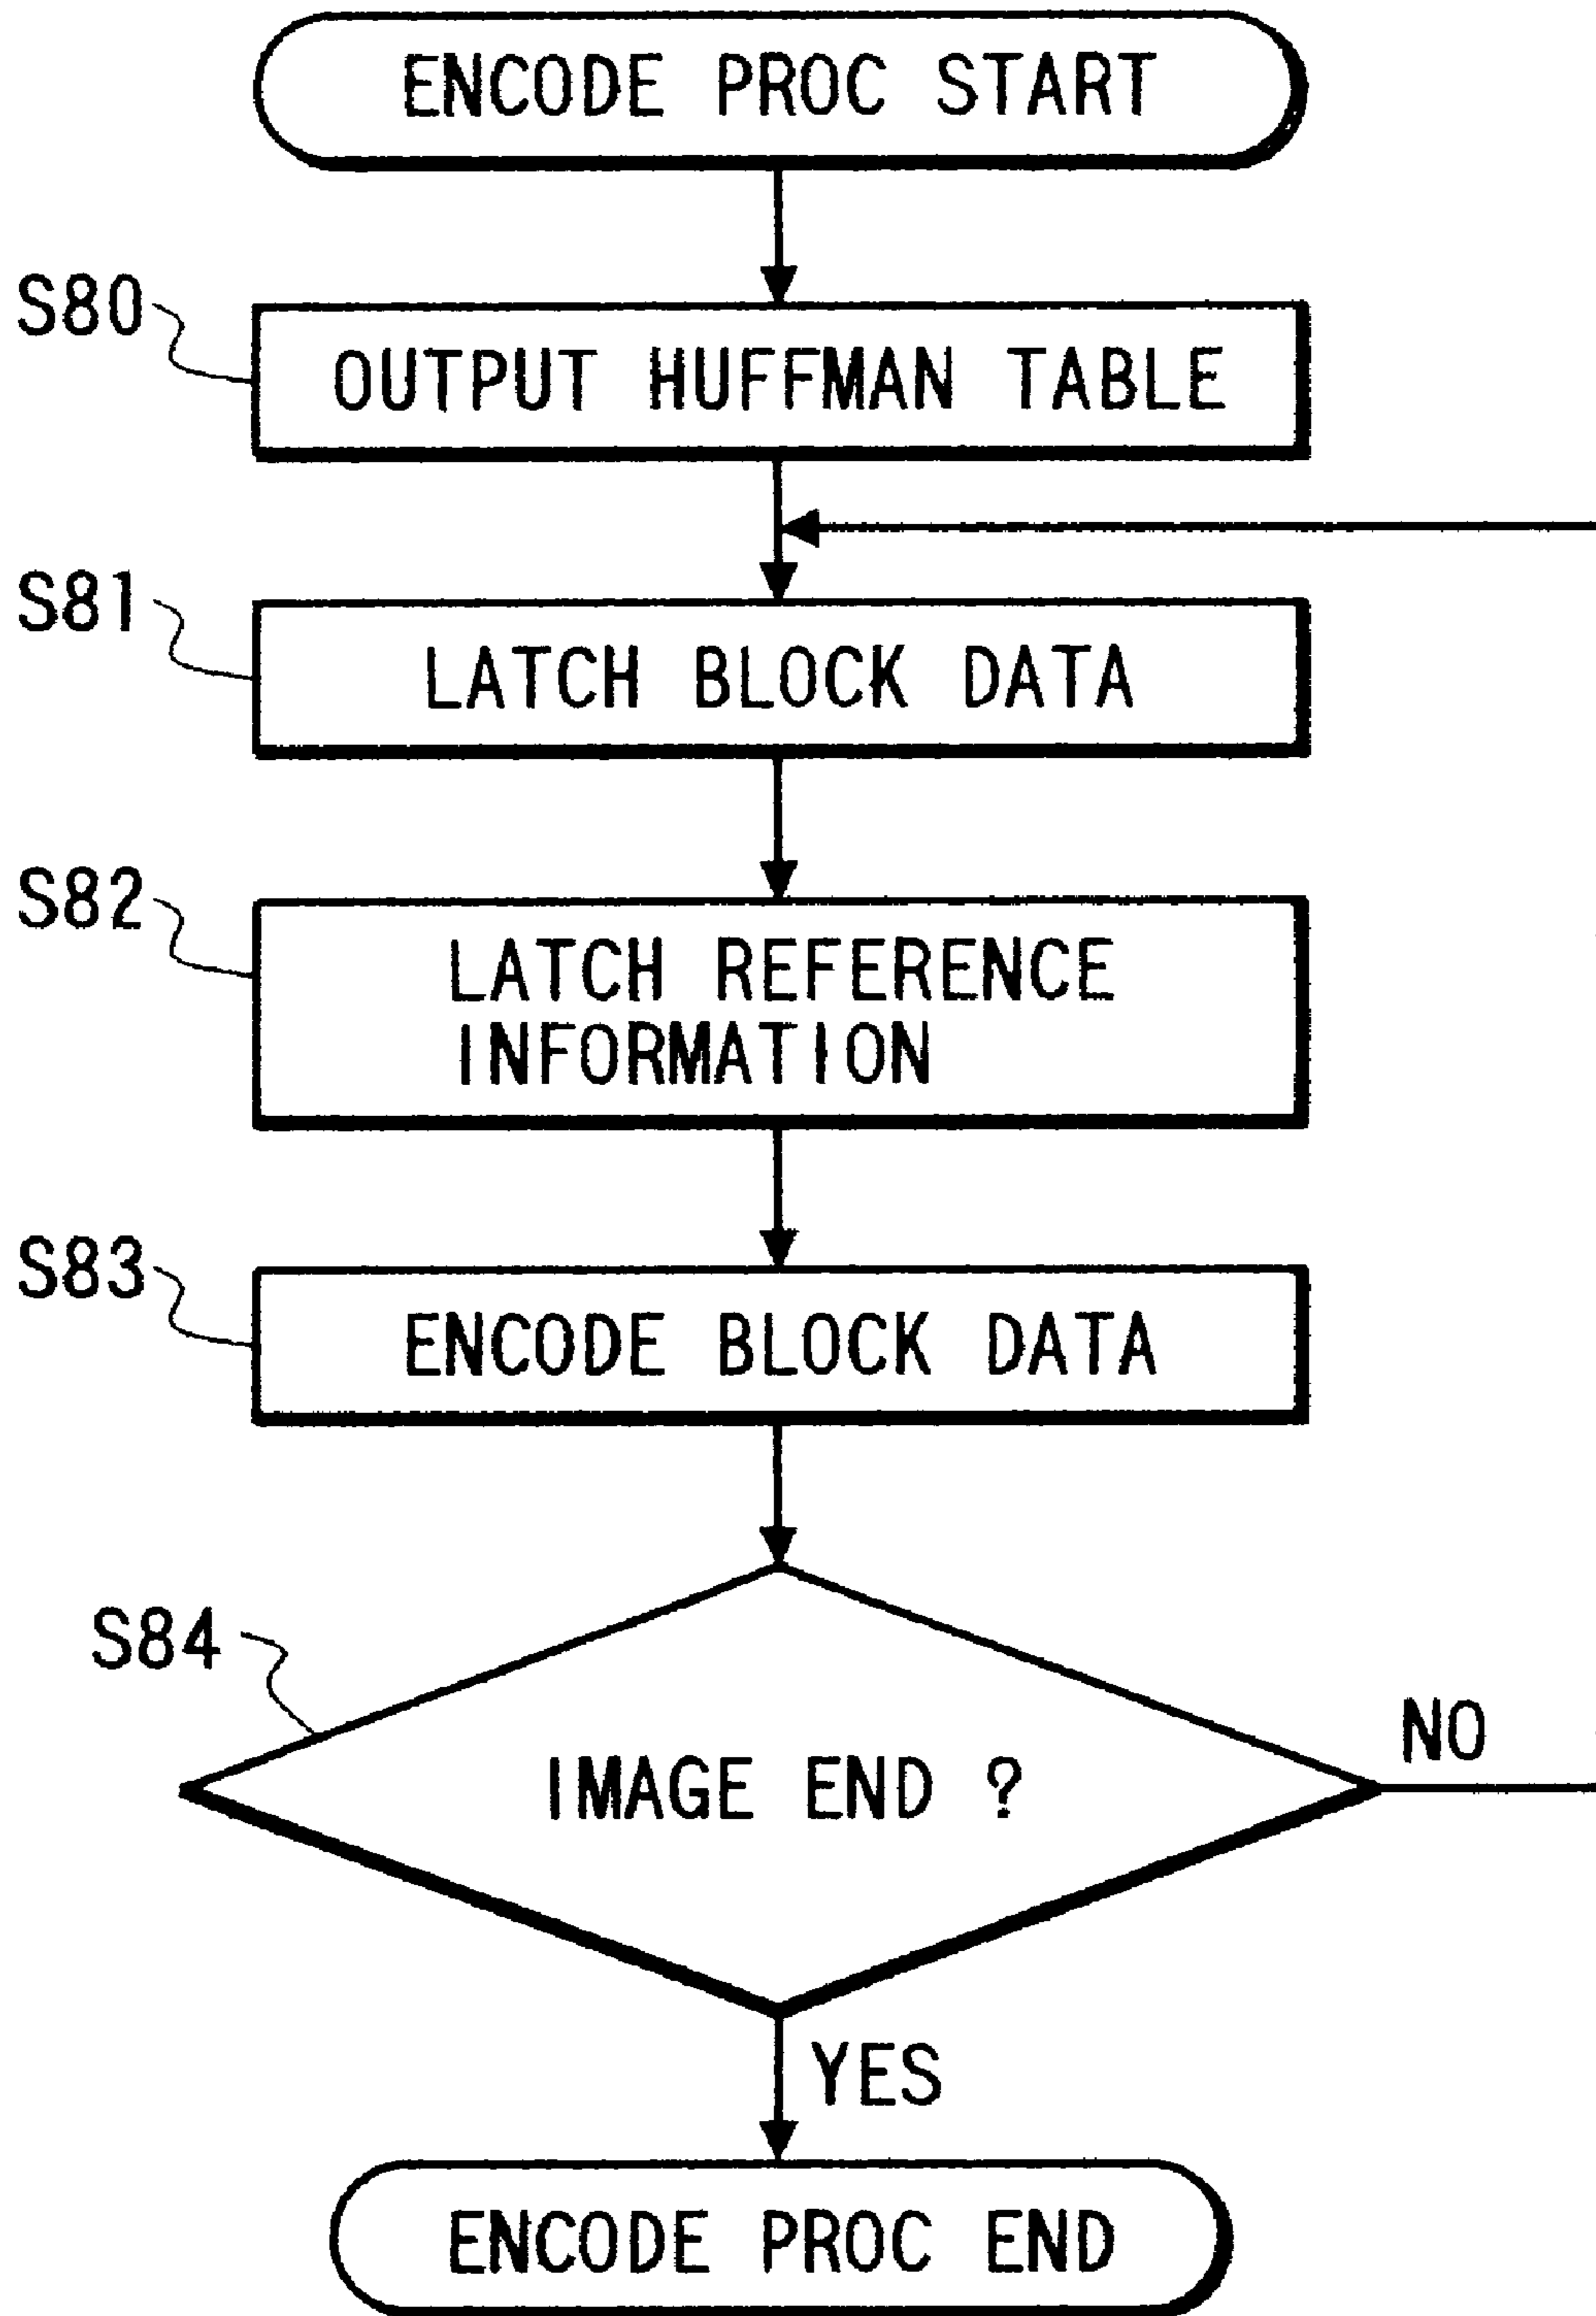 ENCODE PROC START
S80
OUTPUT HUFFMAN TABLE
S81
LATCH BLOCK DATA
S82
LATCH REFERENCE
INFORMATION
S83
ENCODE BLOCK DATA
S84
IMAGE END ?
NO
YES
ENCODE PROC END